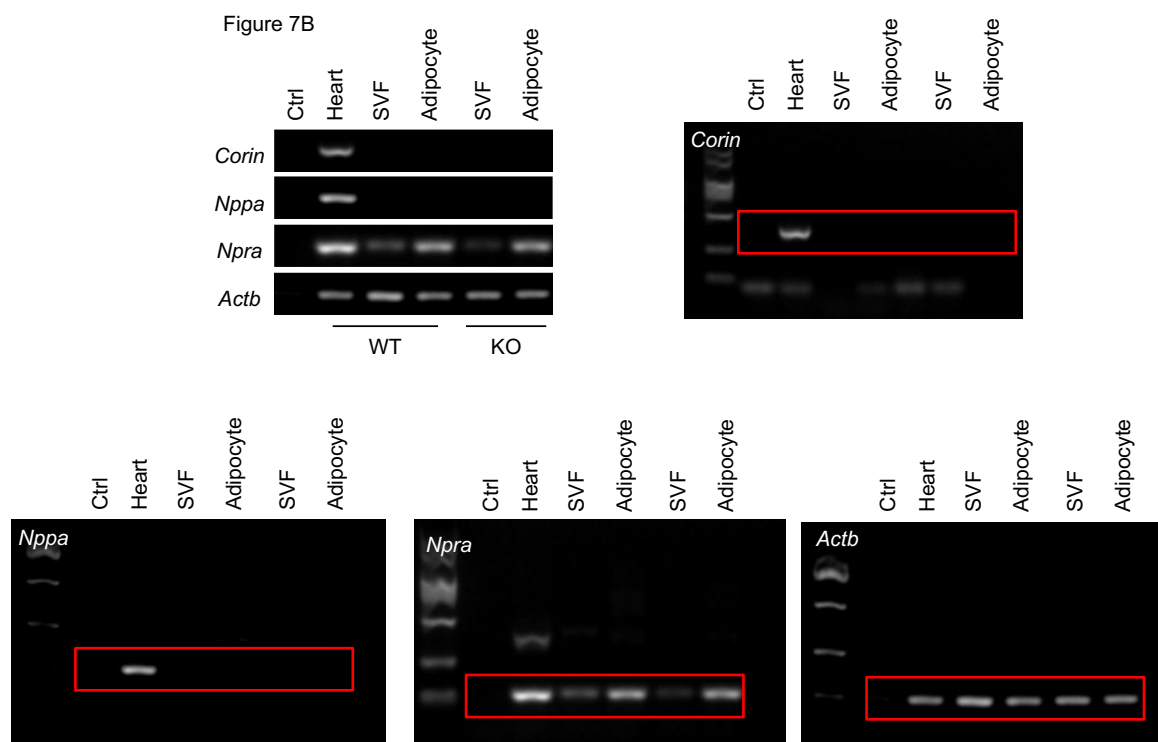 Figure 7B
Ctrl Heart SVF Adipocyte SVF Adipocyte
Corin
Nppa
Npra
Actb
WT KO
Ctrl Heart SVF Adipocyte SVF Adipocyte
Corin
Ctrl Heart SVF Adipocyte SVF Adipocyte
Nppa
Ctrl Heart SVF Adipocyte SVF Adipocyte
Npra
Ctrl Heart SVF Adipocyte SVF Adipocyte
Actb